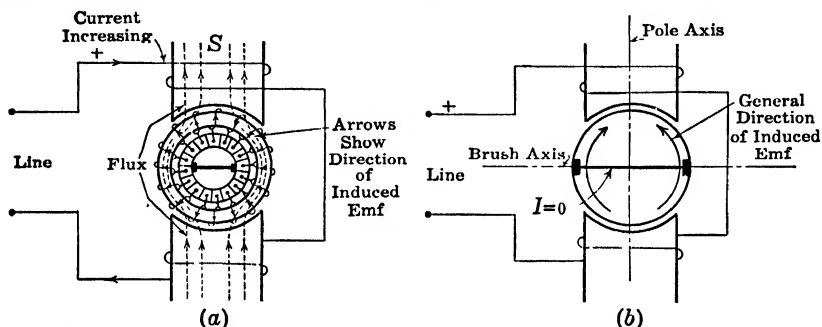 Current
Increasing
+
S
Line
Flux
Arrows
Show
Direction
of
Induced
Emf
(a)
Pole Axis
+
General
Direction
of Induced
Emf
Brush Axis
Line
I=0
(b)